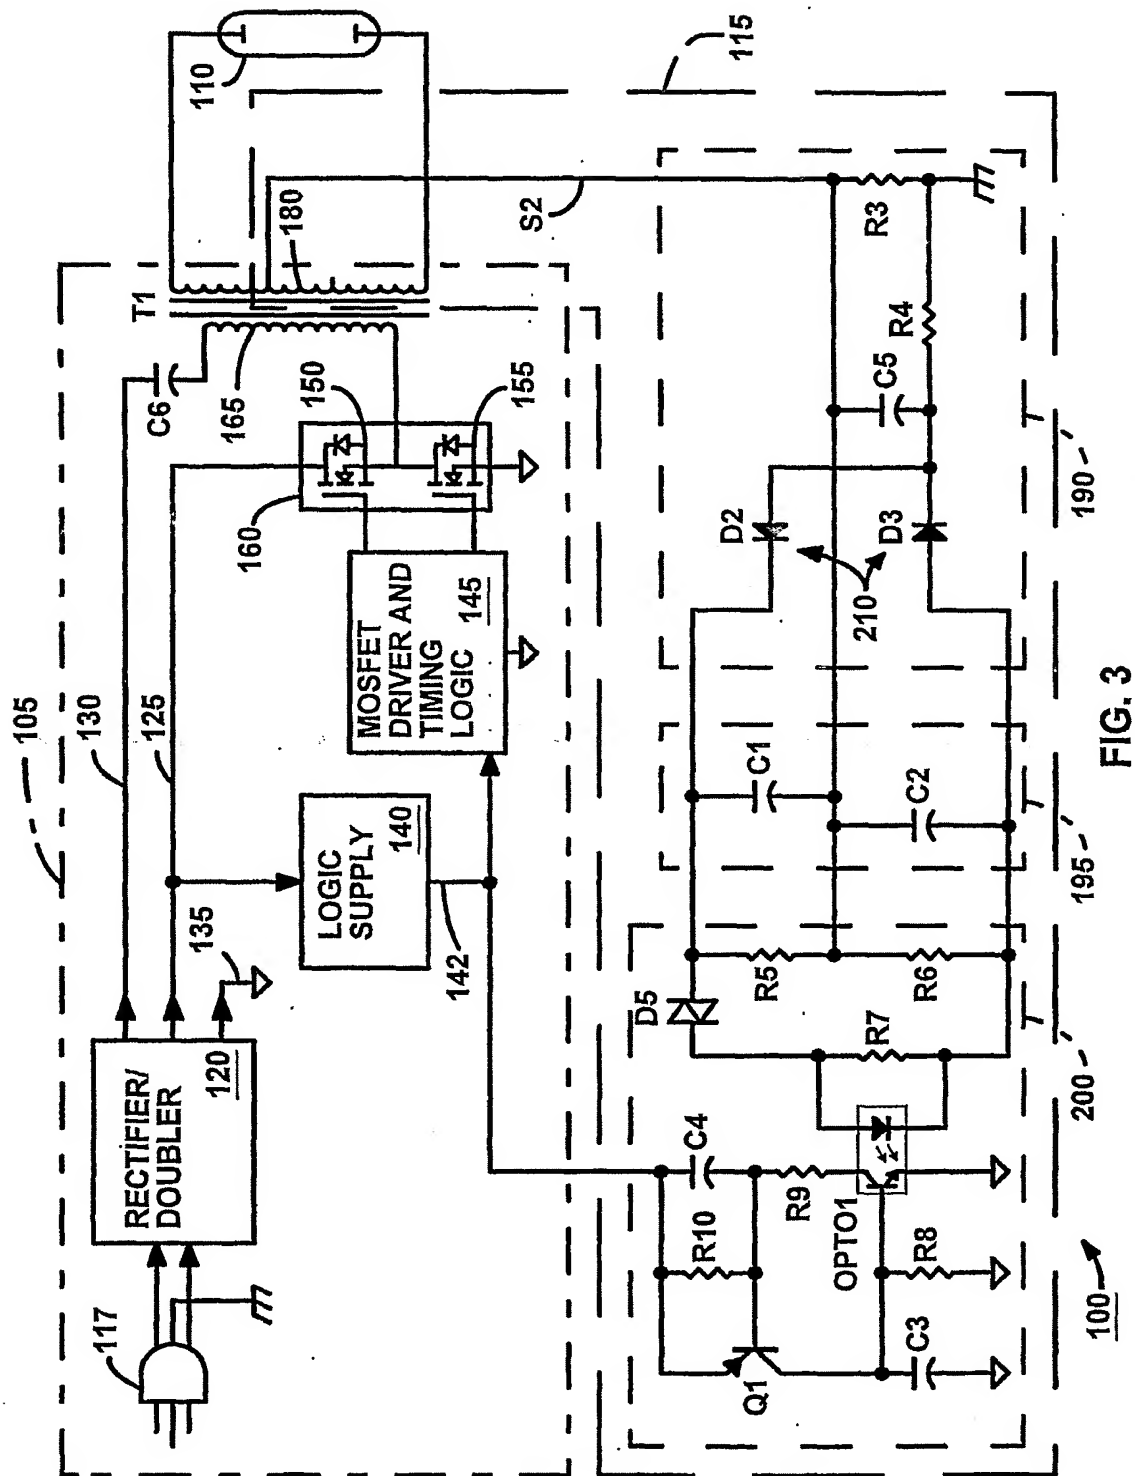 105
130
125
117
RECTIFIER/
DOUBLER
120
135
LOGIC
SUPPLY
140
142
MOSFET
DRIVER AND
TIMING
LOGIC
145
160
150
155
C6
165
T1
180
110
115
S2
R3
R4
C5
D2
D3
210
190
C1
C2
195
D5
R5
R6
R7
200
C4
R10
R9
OPTO1
R8
Q1
C3
100
FIG. 3